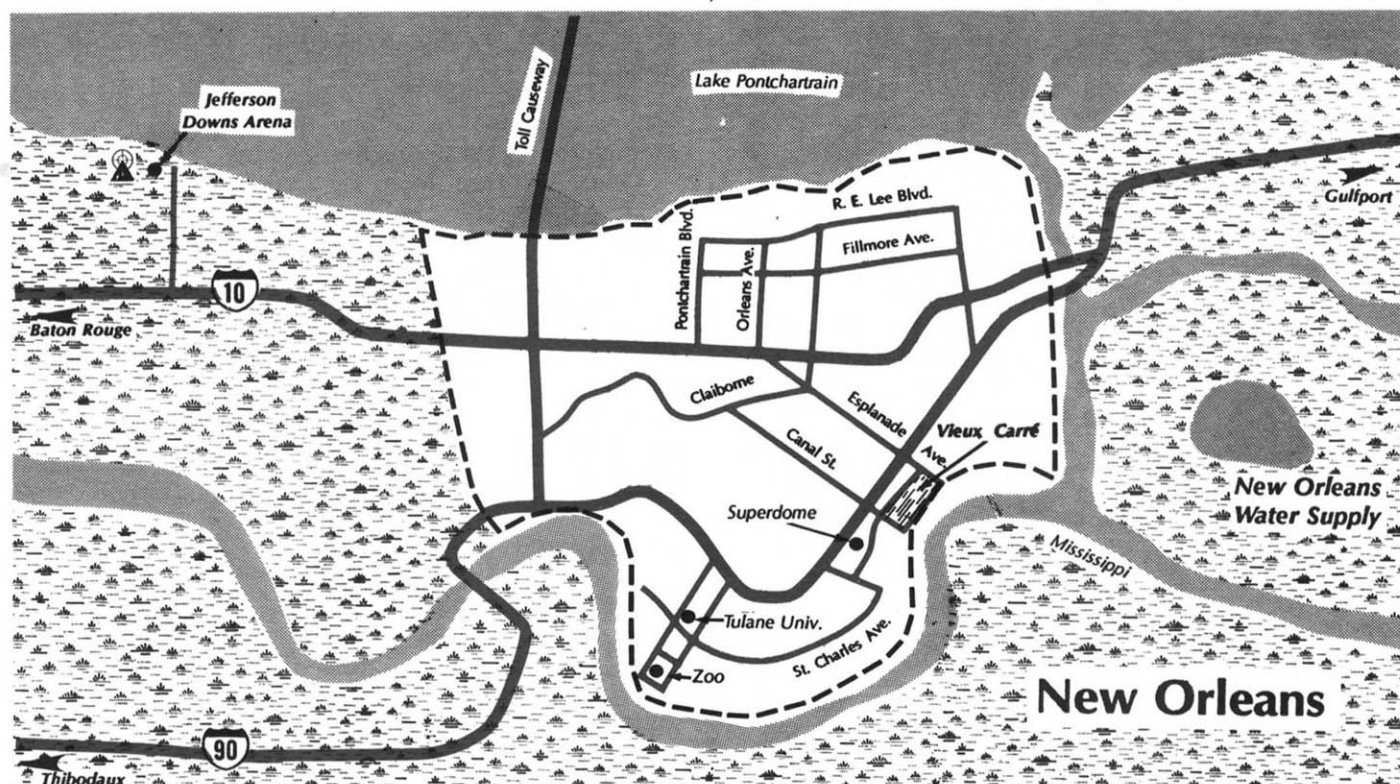 Jefferson
Downs Arena
Toll Causeway
Lake Pontchartrain
Gulfport
R. E. Lee Blvd.
Fillmore Ave.
Pontchartrain Blvd.
Orleans Ave.
10
Baton Rouge
Claiborne
Esplanade
Ave.
Canal St.
Vieux Carré
Superdome
New Orleans
Water Supply
Mississippi
Tulane Univ.
St. Charles Ave.
Zoo
New Orleans
90
Thibodaux